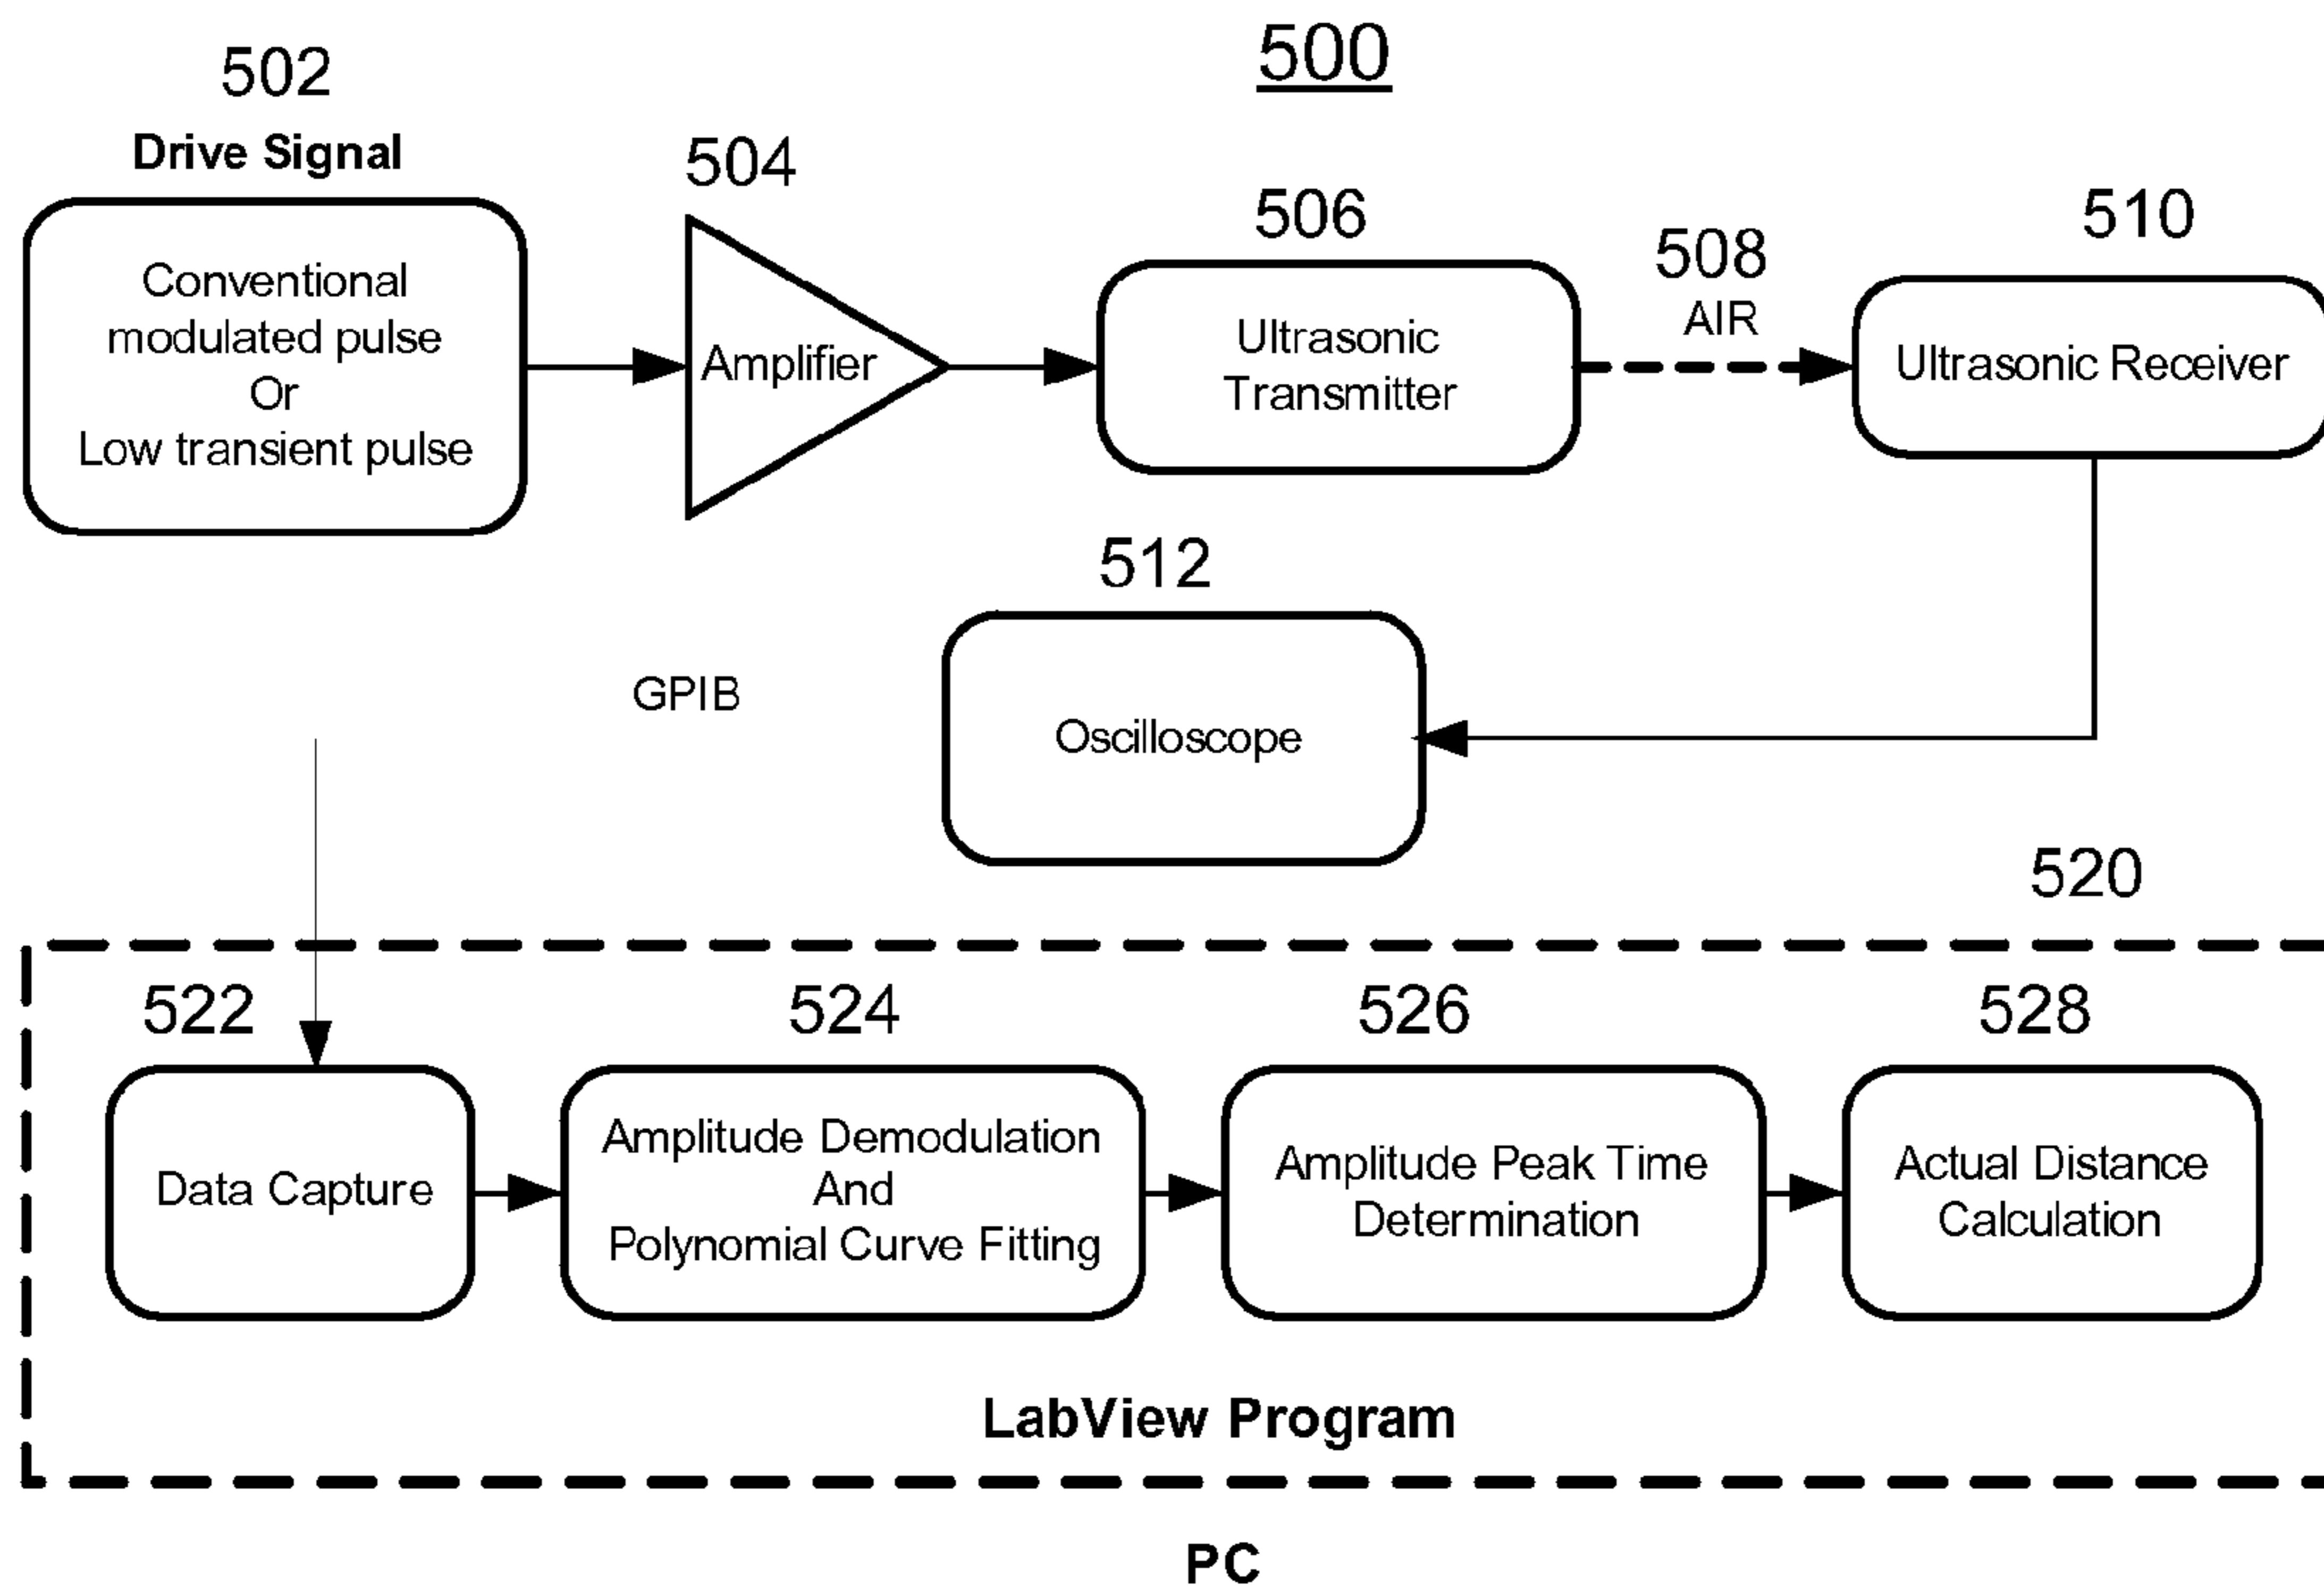 500
502
Drive Signal
Conventional
modulated pulse
Or
Low transient pulse
504
Amplifier
506
Ultrasonic
Transmitter
508
AIR
510
Ultrasonic Receiver
512
Oscilloscope
GPIB
520
522
Data Capture
524
Amplitude Demodulation
And
Polynomial Curve Fitting
526
Amplitude Peak Time
Determination
528
Actual Distance
Calculation
LabView Program
PC